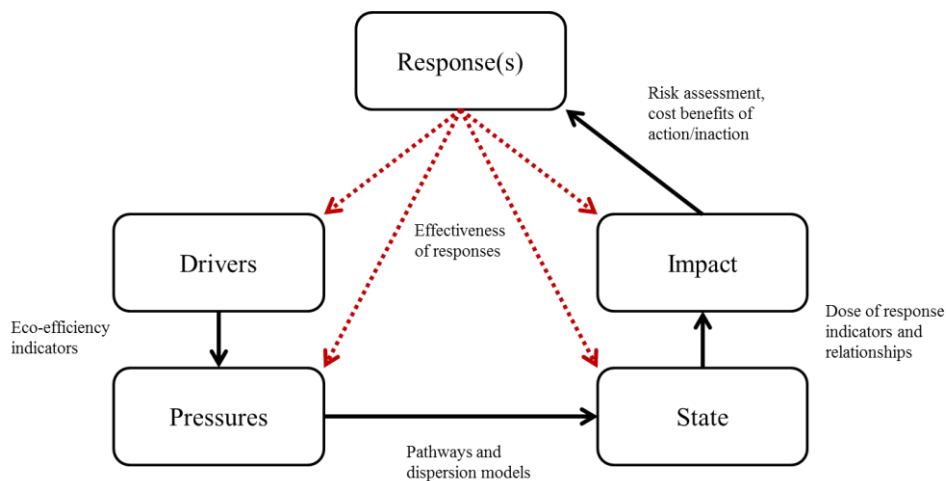 Response(s)
Risk assessment,
cost benefits of
action/inaction
Drivers
Effectiveness
of responses
Impact
Eco-efficiency
indicators
Dose of response
indicators and
relationships
Pressures
State
Pathways and
dispersion models